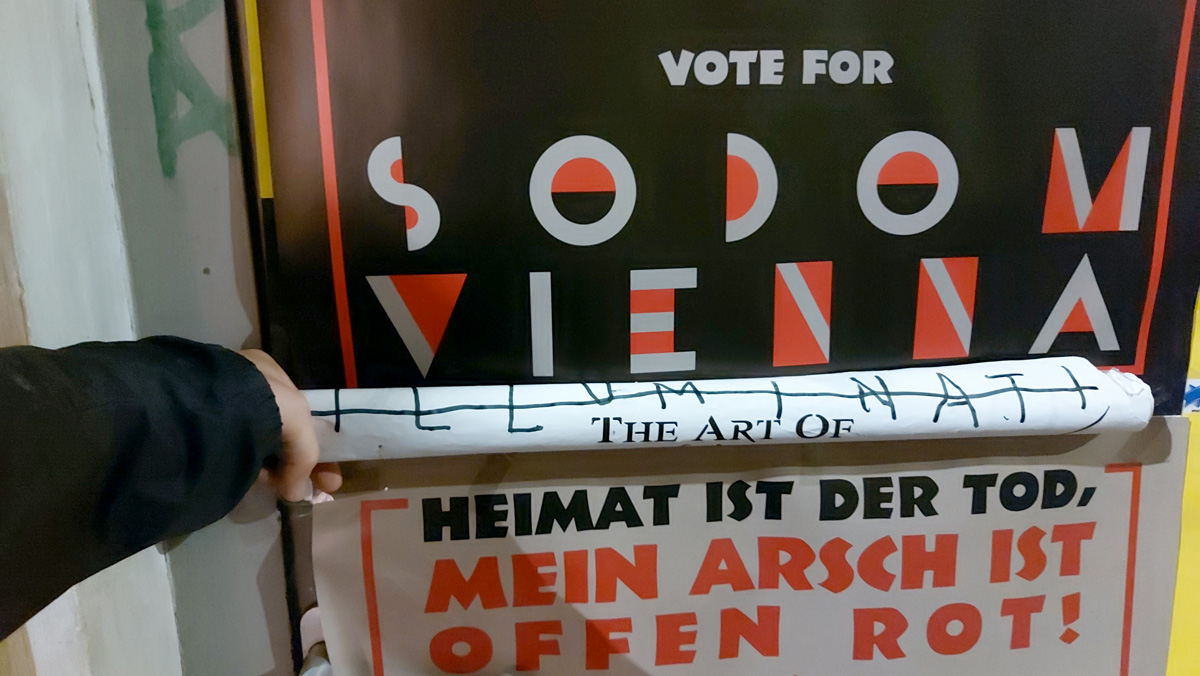 VOTE FOR
SODOM
VIENNA
ILLUMINATI
THE ART OF
HEIMAT IST DER TOD,
MEIN ARSCH IST
OFFEN ROT!